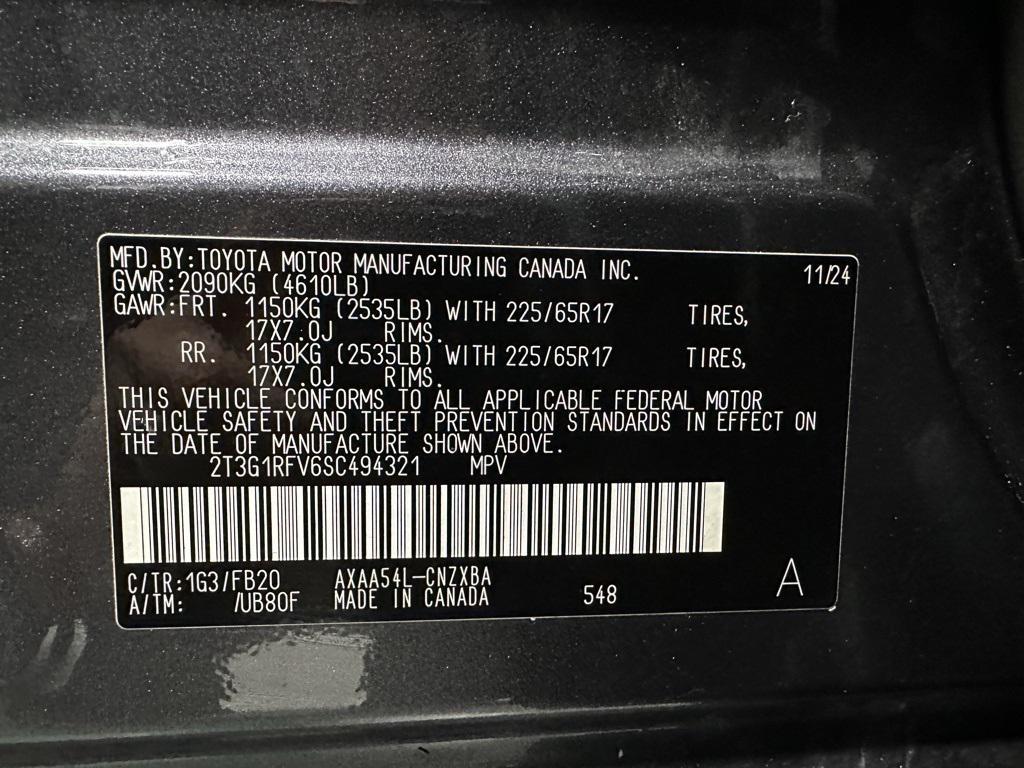 MFD.BY:TOYOTA MOTOR MANUFACTURING CANADA INC. 11/24
GVWR:2090KG (4610LB)
GAWR:FRT. 1150KG (2535LB) WITH 225/65R17 TIRES,
17X7.0J RIMS.
RR. 1150KG (2535LB) WITH 225/65R17 TIRES,
17X7.0J RIMS.
THIS VEHICLE CONFORMS TO ALL APPLICABLE FEDERAL MOTOR
VEHICLE SAFETY AND THEFT PREVENTION STANDARDS IN EFFECT ON
THE DATE OF MANUFACTURE SHOWN ABOVE.
2T3G1RFV6SC494321 MPV
C/TR:1G3/FB20 AXAA54L-CNZXBA A
A/TM: /UB80F MADE IN CANADA 548